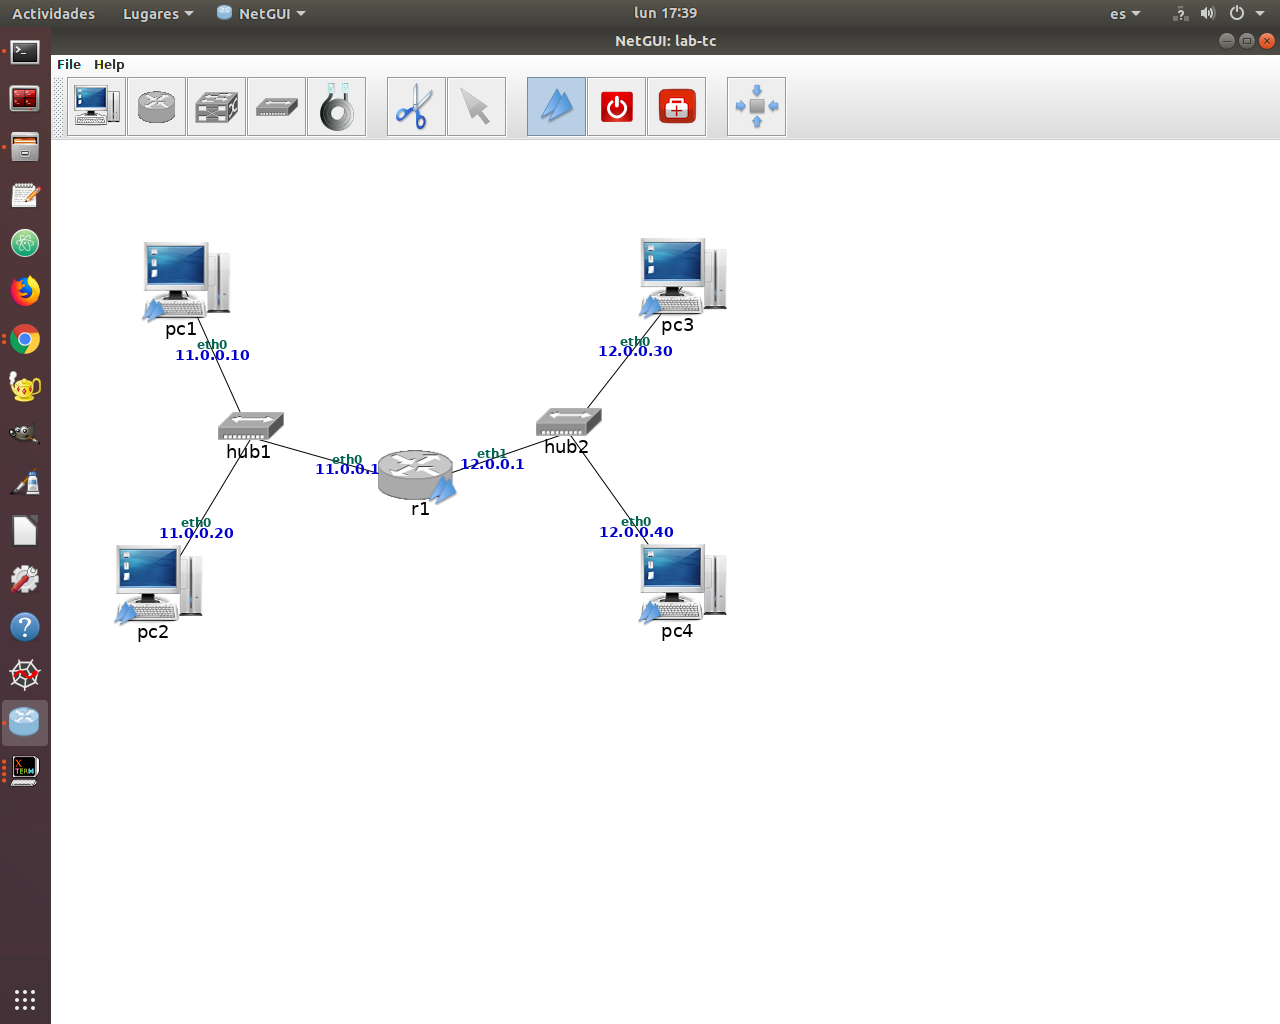 Actividades Lugares NetGUI lun 17:39 es
NetGUI: lab-tc
File Help
pc1
eth0
11.0.0.10
pc3
eth0
12.0.0.30
hub1
hub2
eth0
11.0.0.1
eth1
12.0.0.1
r1
eth0
11.0.0.20
pc2
eth0
12.0.0.40
pc4
X
TERM